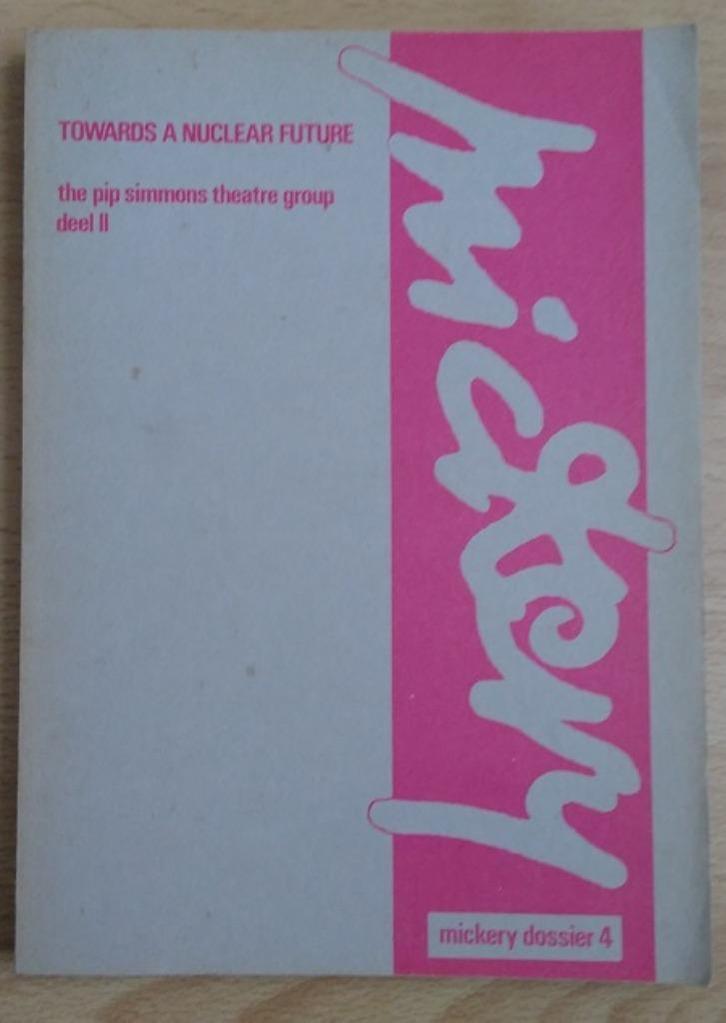 TOWARDS A NUCLEAR FUTURE
the pip simmons theatre group
deel II
mickery
mickery dossier 4